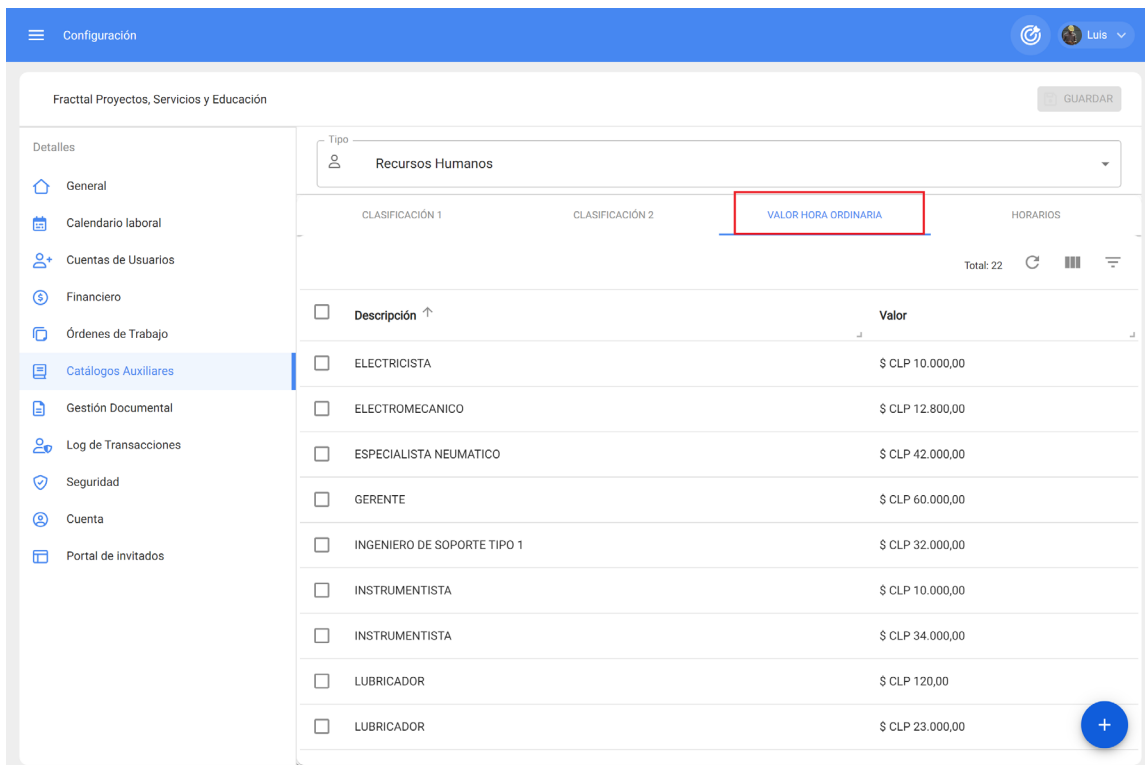 Configuración
Luis
Fracttal Proyectos, Servicios y Educación
GUARDAR
Detalles
General
Calendario laboral
Cuentas de Usuarios
Financiero
Órdenes de Trabajo
Catálogos Auxiliares
Gestión Documental
Log de Transacciones
Seguridad
Cuenta
Portal de invitados
Tipo
Recursos Humanos
CLASIFICACIÓN 1 CLASIFICACIÓN 2 VALOR HORA ORDINARIA HORARIOS
Total: 22
Descripción Valor
ELECTRICISTA $ CLP 10.000,00
ELECTROMECANICO $ CLP 12.800,00
ESPECIALISTA NEUMATICO $ CLP 42.000,00
GERENTE $ CLP 60.000,00
INGENIERO DE SOPORTE TIPO 1 $ CLP 32.000,00
INSTRUMENTISTA $ CLP 10.000,00
INSTRUMENTISTA $ CLP 34.000,00
LUBRICADOR $ CLP 120,00
LUBRICADOR $ CLP 23.000,00